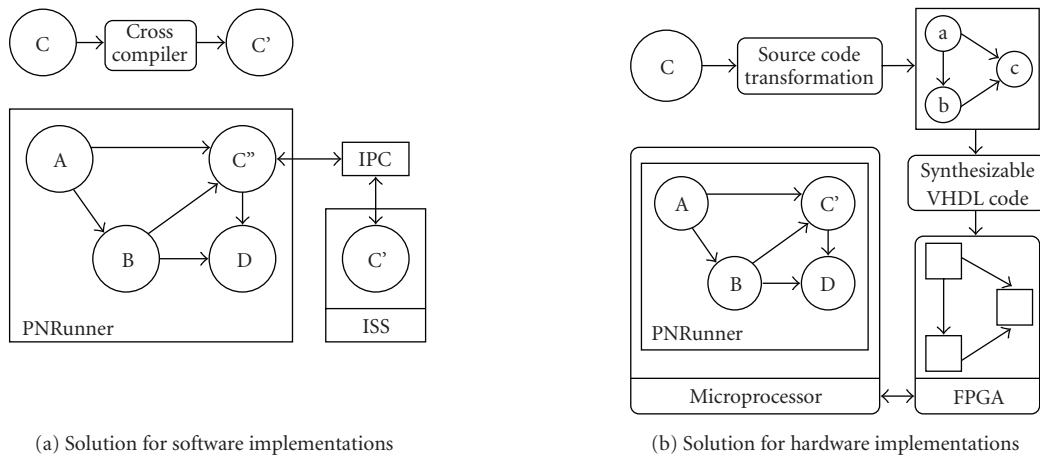 C
Cross
compiler
C'
A
C''
IPC
B
D
C'
PNRunner
ISS
(a) Solution for software implementations
C
Source code
transformation
a
c
b
Synthesizable
VHDL code
A
C'
B
D
PNRunner
Microprocessor
FPGA
(b) Solution for hardware implementations